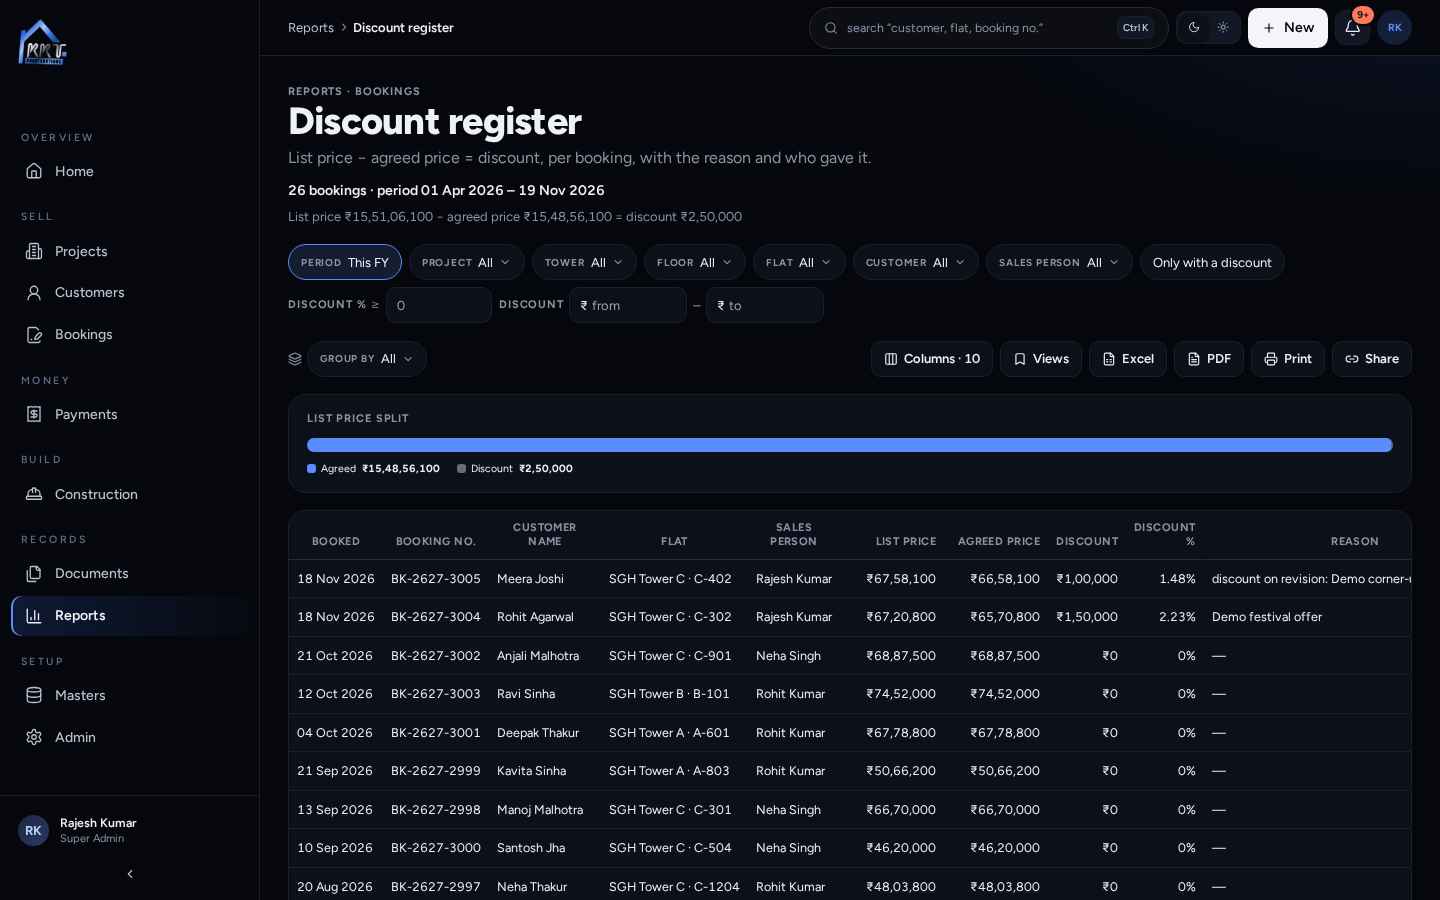 Reports > Discount register
search “customer, flat, booking no.”
Ctrl K
+ New
9+
RK
OVERVIEW
Home
SELL
Projects
Customers
Bookings
MONEY
Payments
BUILD
Construction
RECORDS
Documents
Reports
SETUP
Masters
Admin
RK
Rajesh Kumar
Super Admin
REPORTS · BOOKINGS
Discount register
List price − agreed price = discount, per booking, with the reason and who gave it.
26 bookings · period 01 Apr 2026 – 19 Nov 2026
List price ₹15,51,06,100 − agreed price ₹15,48,56,100 = discount ₹2,50,000
PERIOD This FY PROJECT All TOWER All FLOOR All FLAT All CUSTOMER All SALES PERSON All Only with a discount
DISCOUNT % ≥ 0 DISCOUNT ₹ from – ₹ to
GROUP BY All Columns · 10 Views Excel PDF Print Share
LIST PRICE SPLIT
Agreed ₹15,48,56,100 Discount ₹2,50,000
BOOKED BOOKING NO. CUSTOMER NAME FLAT SALES PERSON LIST PRICE AGREED PRICE DISCOUNT DISCOUNT % REASON
18 Nov 2026 BK-2627-3005 Meera Joshi SGH Tower C · C-402 Rajesh Kumar ₹67,58,100 ₹66,58,100 ₹1,00,000 1.48% discount on revision: Demo corner-
18 Nov 2026 BK-2627-3004 Rohit Agarwal SGH Tower C · C-302 Rajesh Kumar ₹67,20,800 ₹65,70,800 ₹1,50,000 2.23% Demo festival offer
21 Oct 2026 BK-2627-3002 Anjali Malhotra SGH Tower C · C-901 Neha Singh ₹68,87,500 ₹68,87,500 ₹0 0% —
12 Oct 2026 BK-2627-3003 Ravi Sinha SGH Tower B · B-101 Rohit Kumar ₹74,52,000 ₹74,52,000 ₹0 0% —
04 Oct 2026 BK-2627-3001 Deepak Thakur SGH Tower A · A-601 Rohit Kumar ₹67,78,800 ₹67,78,800 ₹0 0% —
21 Sep 2026 BK-2627-2999 Kavita Sinha SGH Tower A · A-803 Rohit Kumar ₹50,66,200 ₹50,66,200 ₹0 0% —
13 Sep 2026 BK-2627-2998 Manoj Malhotra SGH Tower C · C-301 Neha Singh ₹66,70,000 ₹66,70,000 ₹0 0% —
10 Sep 2026 BK-2627-3000 Santosh Jha SGH Tower C · C-504 Neha Singh ₹46,20,000 ₹46,20,000 ₹0 0% —
20 Aug 2026 BK-2627-2997 Neha Thakur SGH Tower C · C-1204 Rohit Kumar ₹48,03,800 ₹48,03,800 ₹0 0% —